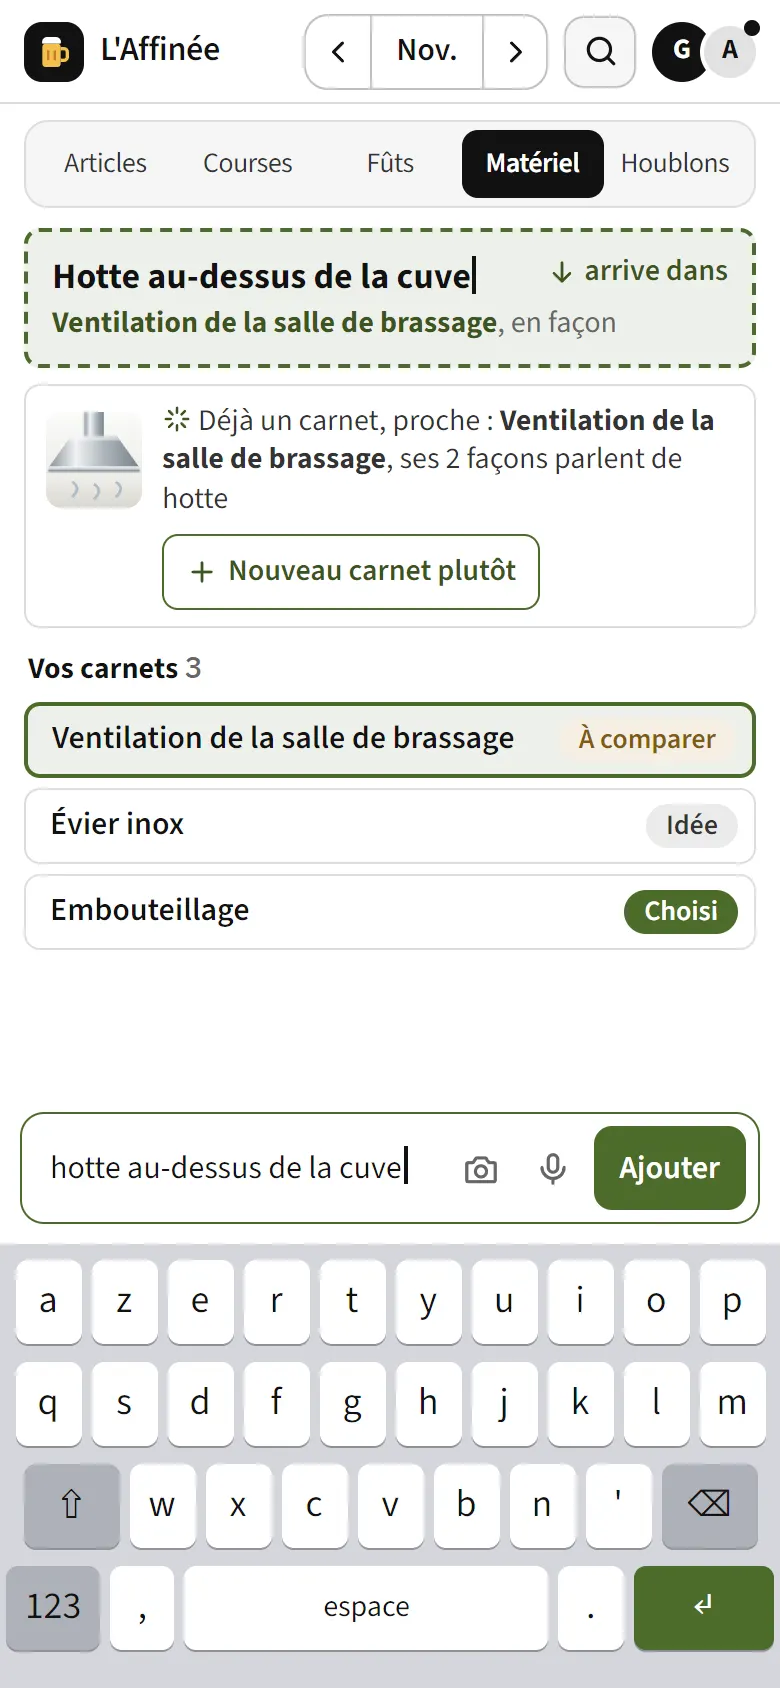 L'Affinée
Nov.
G
A
Articles
Courses
Fûts
Matériel
Houblons
Hotte au-dessus de la cuve
↓ arrive dans
Ventilation de la salle de brassage, en façon
Déjà un carnet, proche : Ventilation de la
salle de brassage, ses 2 façons parlent de
hotte
+ Nouveau carnet plutôt
Vos carnets 3
Ventilation de la salle de brassage
À comparer
Évier inox
Idée
Embouteillage
Choisi
hotte au-dessus de la cuve
Ajouter
a z e r t y u i o p
q s d f g h j k l m
⇧ w x c v b n ' ⌫
123 , espace . ↵